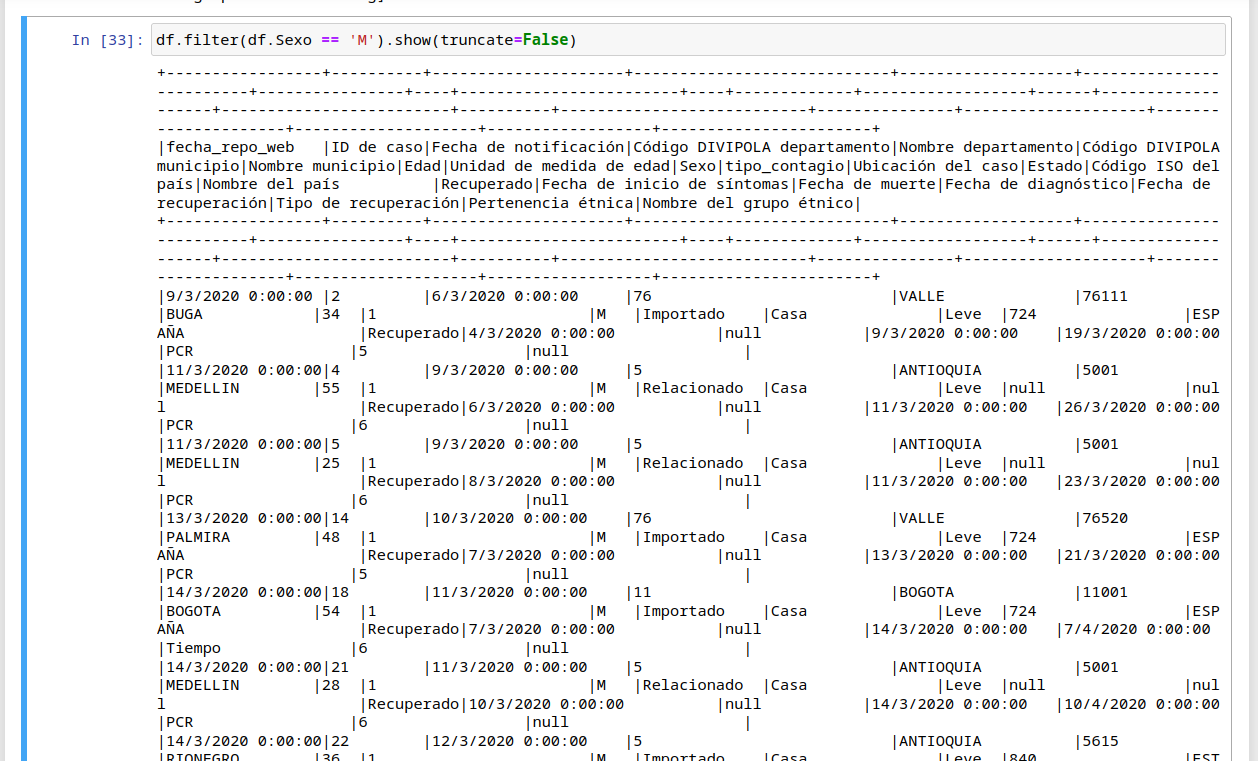 In [33]: df.filter(df.Sexo == 'M').show(truncate=False)
+-----------------+----------+---------------------+----------------------------+-------------------+---------------
----------+----------------+----+---------------------------+----+-------------+------------------+------+-------------
------+-------------------------+----------+---------------------------+---------------+--------------------+-------
--------------+--------------------+------------------+-----------------------+
|fecha_repo_web   |ID de caso|Fecha de notificación|Código DIVIPOLA departamento|Nombre departamento|Código DIVIPOLA
municipio|Nombre municipio|Edad|Unidad de medida de edad|Sexo|tipo_contagio|Ubicación del caso|Estado|Código ISO del
país|Nombre del país          |Recuperado|Fecha de inicio de síntomas|Fecha de muerte|Fecha de diagnóstico|Fecha de
recuperación|Tipo de recuperación|Pertenencia étnica|Nombre del grupo étnico|
+-----------------+----------+---------------------+----------------------------+-------------------+---------------
----------+----------------+----+---------------------------+----+-------------+------------------+------+-------------
------+-------------------------+----------+---------------------------+---------------+--------------------+-------
--------------+--------------------+------------------+-----------------------+
|9/3/2020 0:00:00 |2         |6/3/2020 0:00:00     |76                          |VALLE              |76111
|BUGA            |34  |1                       |M   |Importado    |Casa              |Leve  |724                |ESP
AÑA                      |Recuperado|4/3/2020 0:00:00           |null           |9/3/2020 0:00:00    |19/3/2020 0:00:00
|PCR                 |5                 |null                   |
|11/3/2020 0:00:00|4         |9/3/2020 0:00:00     |5                           |ANTIOQUIA          |5001
|MEDELLIN        |55  |1                       |M   |Relacionado  |Casa              |Leve  |null               |nul
l                      |Recuperado|6/3/2020 0:00:00           |null           |11/3/2020 0:00:00   |26/3/2020 0:00:00
|PCR                 |6                 |null                   |
|11/3/2020 0:00:00|5         |9/3/2020 0:00:00     |5                           |ANTIOQUIA          |5001
|MEDELLIN        |25  |1                       |M   |Relacionado  |Casa              |Leve  |null               |nul
l                      |Recuperado|8/3/2020 0:00:00           |null           |11/3/2020 0:00:00   |23/3/2020 0:00:00
|PCR                 |6                 |null                   |
|13/3/2020 0:00:00|14        |10/3/2020 0:00:00    |76                          |VALLE              |76520
|PALMIRA         |48  |1                       |M   |Importado    |Casa              |Leve  |724                |ESP
AÑA                      |Recuperado|7/3/2020 0:00:00           |null           |13/3/2020 0:00:00   |21/3/2020 0:00:00
|PCR                 |5                 |null                   |
|14/3/2020 0:00:00|18        |11/3/2020 0:00:00    |11                          |BOGOTA             |11001
|BOGOTA          |54  |1                       |M   |Importado    |Casa              |Leve  |724                |ESP
AÑA                      |Recuperado|7/3/2020 0:00:00           |null           |14/3/2020 0:00:00   |7/4/2020 0:00:00
|Tiempo              |6                 |null                   |
|14/3/2020 0:00:00|21        |11/3/2020 0:00:00    |5                           |ANTIOQUIA          |5001
|MEDELLIN        |28  |1                       |M   |Relacionado  |Casa              |Leve  |null               |nul
l                      |Recuperado|10/3/2020 0:00:00          |null           |14/3/2020 0:00:00   |10/4/2020 0:00:00
|PCR                 |6                 |null                   |
|14/3/2020 0:00:00|22        |12/3/2020 0:00:00    |5                           |ANTIOQUIA          |5615
|RIONEGRO        |36  |1                       |M   |Importado    |Casa              |Leve  |840                |EST